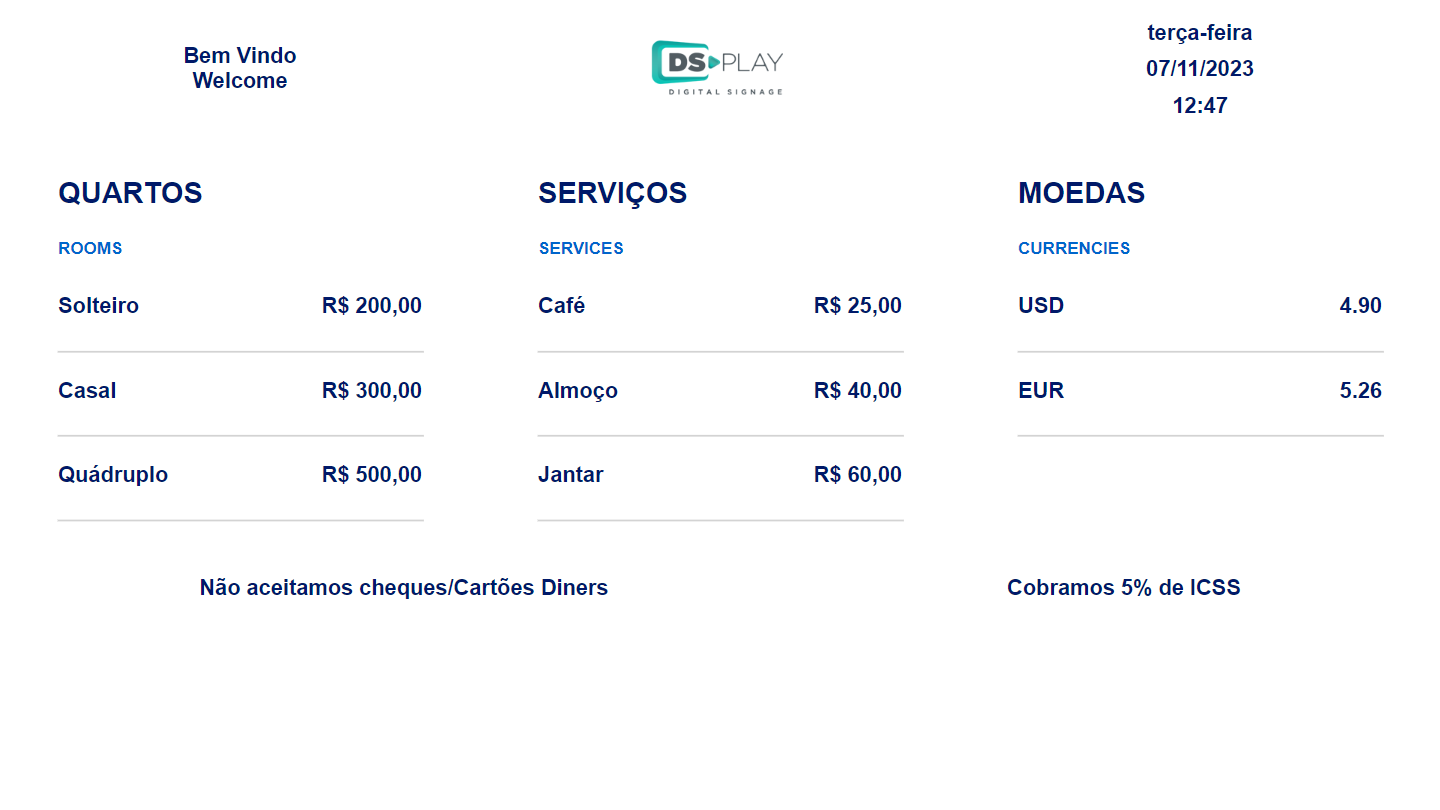 Bem Vindo
Welcome
DS PLAY
DIGITAL SIGNAGE
terça-feira
07/11/2023
12:47
QUARTOS
ROOMS
Solteiro R$ 200,00
Casal R$ 300,00
Quádruplo R$ 500,00
SERVIÇOS
SERVICES
Café R$ 25,00
Almoço R$ 40,00
Jantar R$ 60,00
MOEDAS
CURRENCIES
USD 4.90
EUR 5.26
Não aceitamos cheques/Cartões Diners
Cobramos 5% de ICSS